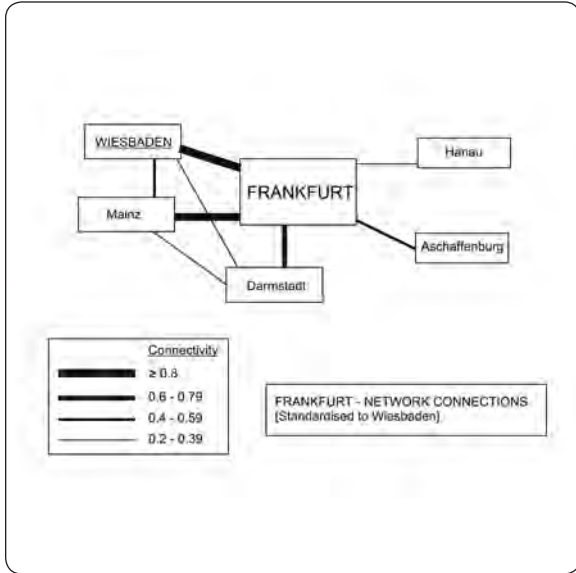 WIESBADEN
Hanau
FRANKFURT
Mainz
Aschaffenburg
Darmstadt
Connectivity
≥ 0.8
0.6 - 0.79
0.4 - 0.59
0.2 - 0.39
FRANKFURT - NETWORK CONNECTIONS
[Standardised to Wiesbaden]